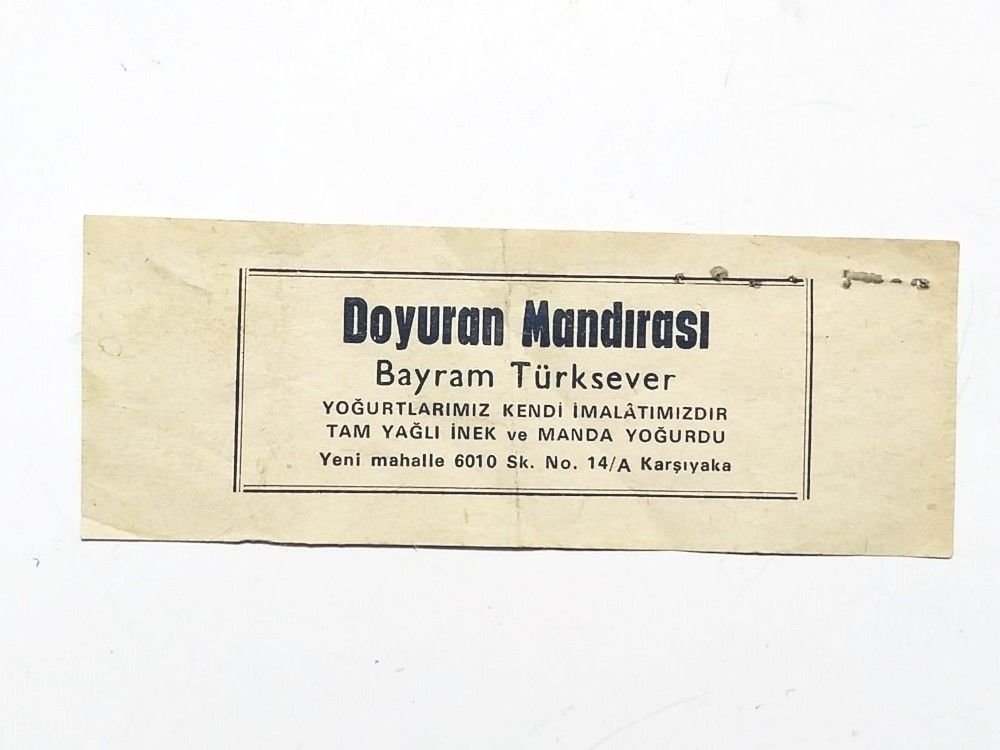 Doyuran Mandırası
Bayram Türksever
YOĞURTLARIMIZ KENDİ İMALÂTIMIZDIR
TAM YAĞLI İNEK ve MANDA YOĞURDU
Yeni mahalle 6010 Sk. No. 14/A Karşıyaka